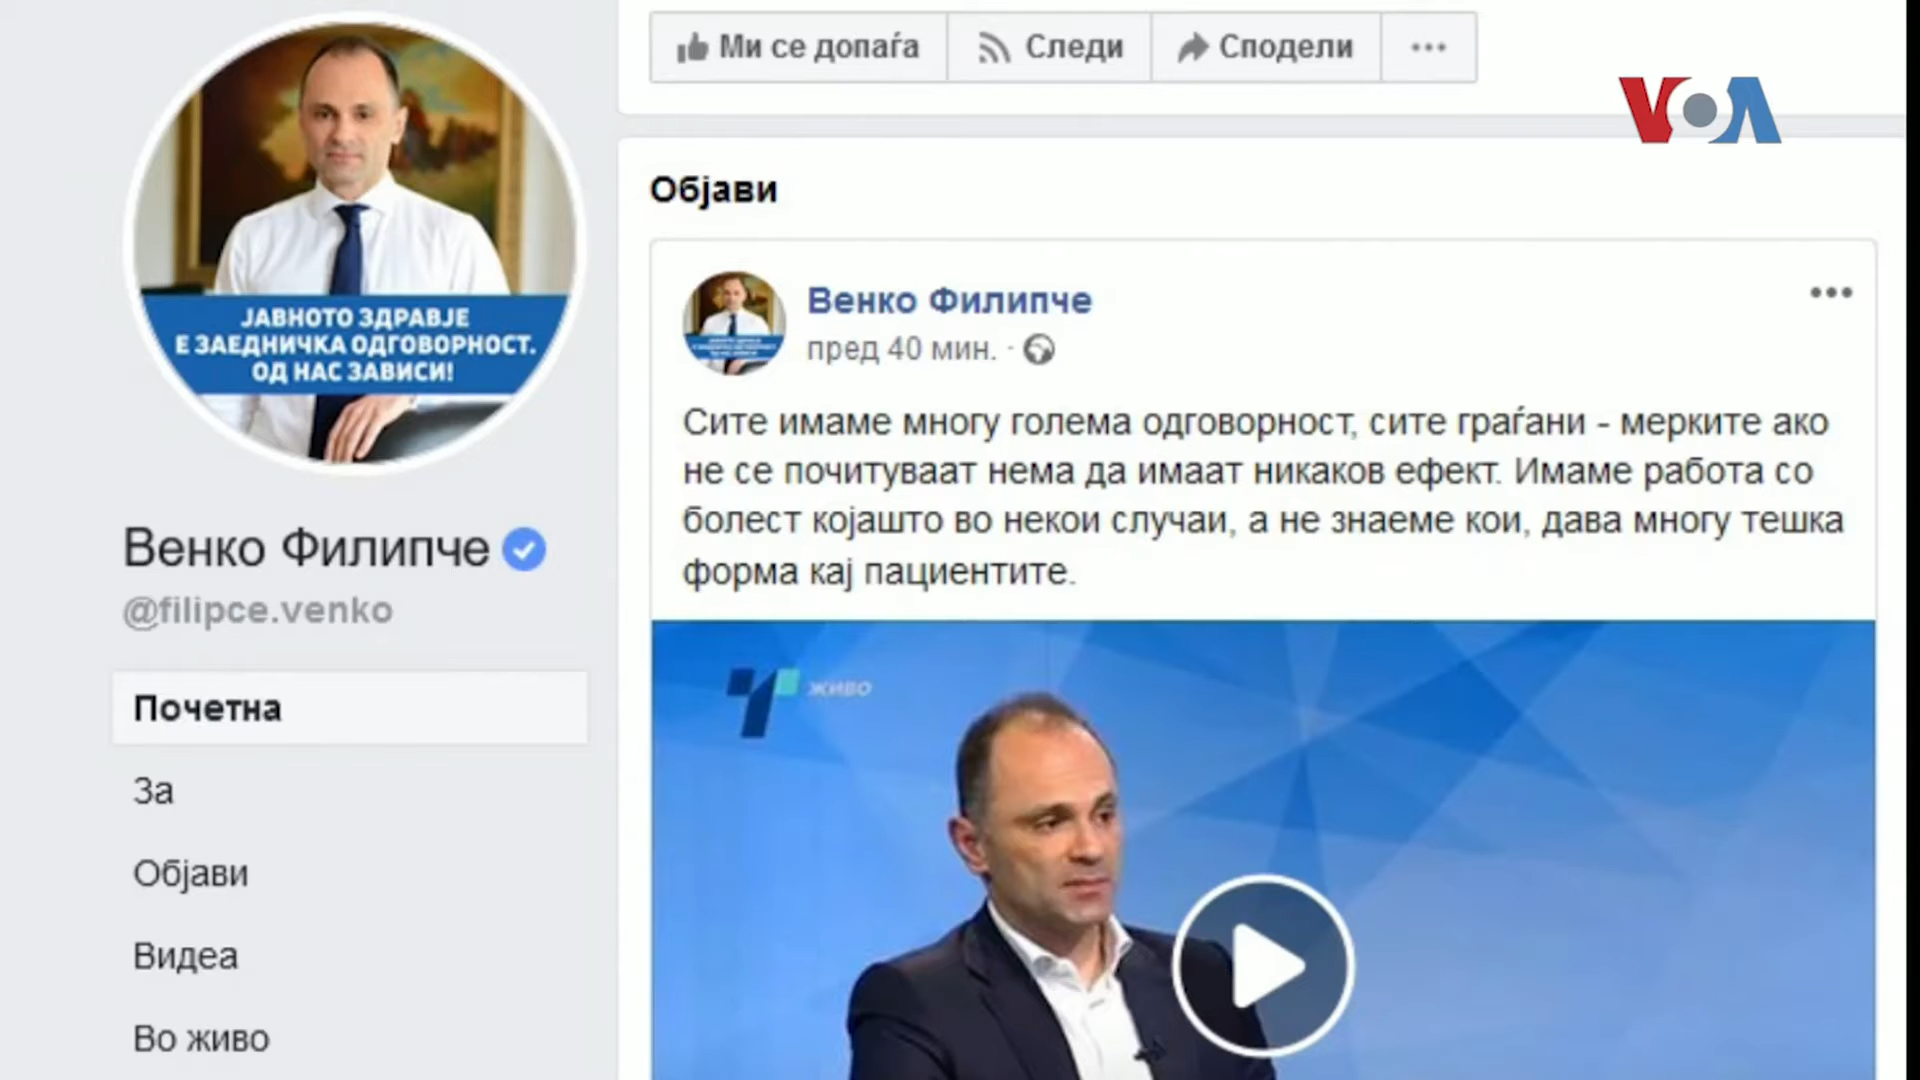 Ми се допаѓа
Следи
Сподели
VOA
ЈАВНОТО ЗДРАВЈЕ
Е ЗАЕДНИЧКА ОДГОВОРНОСТ.
ОД НАС ЗАВИСИ!
Венко Филипче
@filipce.venko
Почетна
За
Објави
Видеа
Во живо
Објави
Венко Филипче
пред 40 мин. ·
Сите имаме многу голема одговорност, сите граѓани - мерките ако
не се почитуваат нема да имаат никаков ефект. Имаме работа со
болест којашто во некои случаи, а не знаеме кои, дава многу тешка
форма кај пациентите.
живо